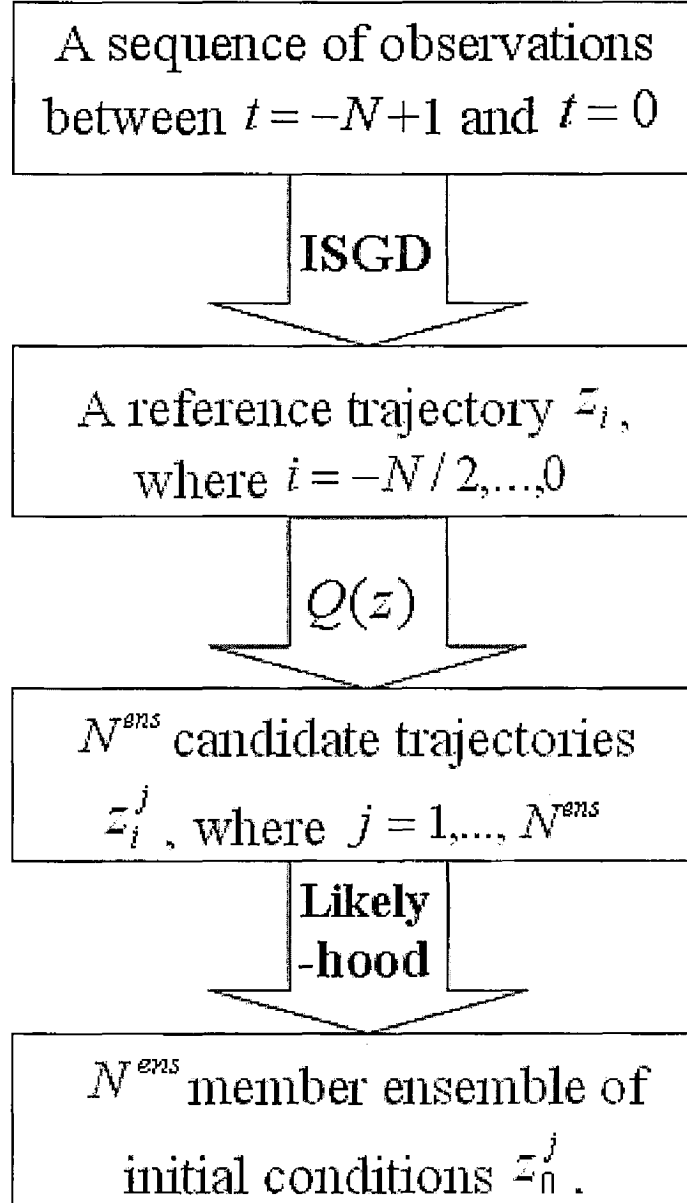 A sequence of observations
between t = −N+1 and t = 0
ISGD
A reference trajectory z_i ,
where i = −N/2,...,0
Q(z)
N^ens candidate trajectories
z_i^j , where j = 1,..., N^ens
Likely
-hood
N^ens member ensemble of
initial conditions z_0^j .